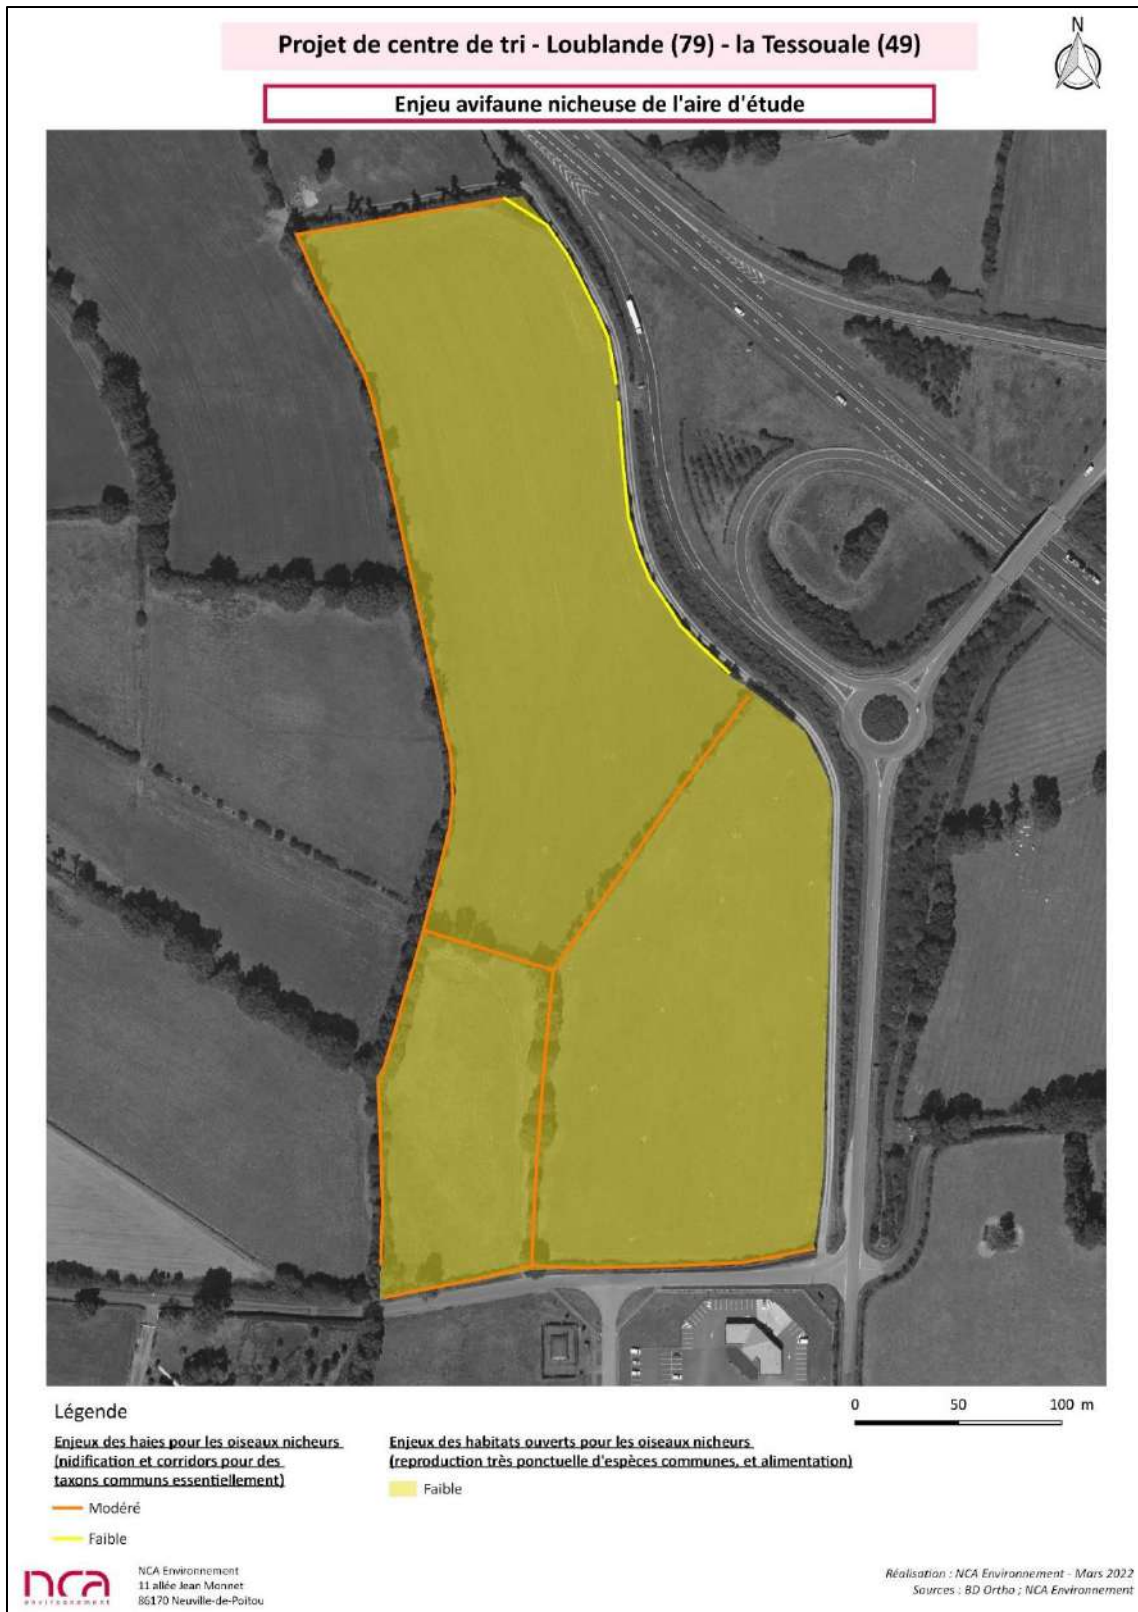 Projet de centre de tri - Loublande (79) - la Tessouale (49)
N
Enjeu avifaune nicheuse de l'aire d'étude
Légende
0 50 100 m
Enjeux des haies pour les oiseaux nicheurs
(nidification et corridors pour des
taxons communs essentiellement)
Modéré
Faible
Enjeux des habitats ouverts pour les oiseaux nicheurs
(reproduction très ponctuelle d'espèces communes, et alimentation)
Faible
nca
environnement
NCA Environnement
11 allée Jean Monnet
86170 Neuville-de-Poitou
Réalisation : NCA Environnement - Mars 2022
Sources : BD Ortho ; NCA Environnement